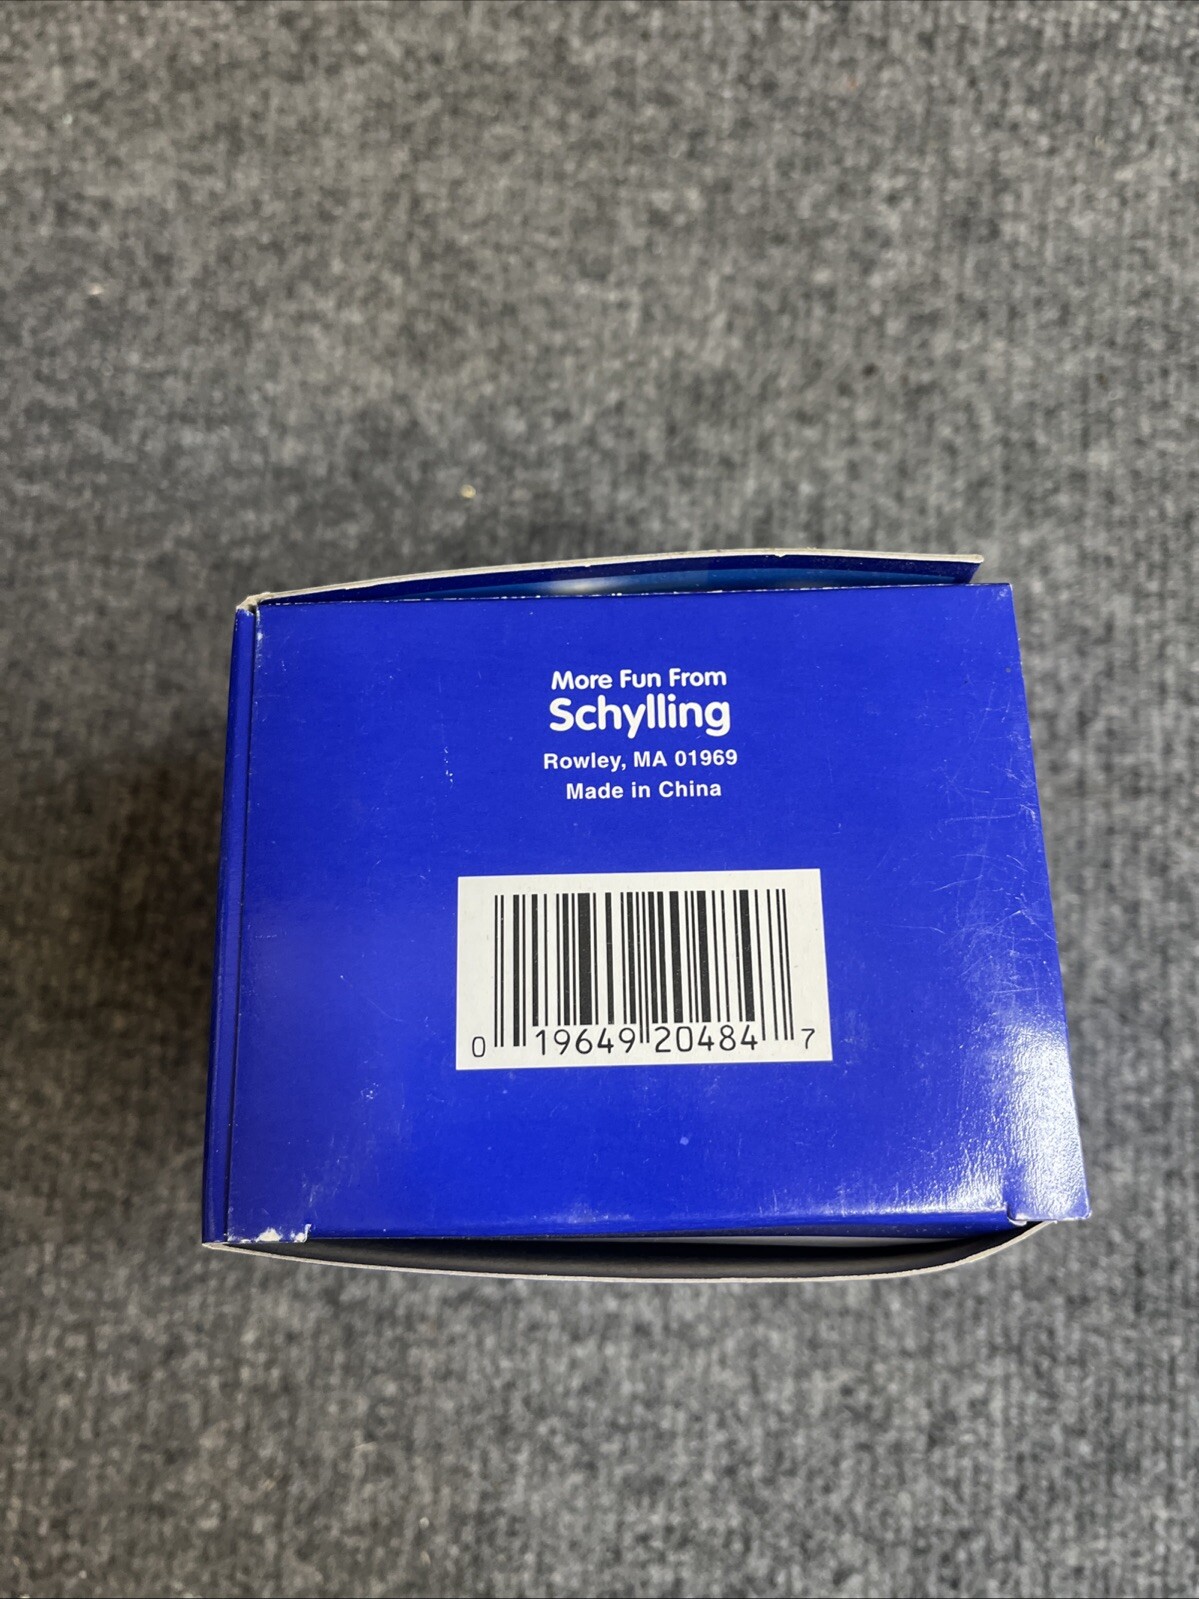 More Fun From
Schylling
Rowley, MA 01969
Made in China
0 19649 20484 7